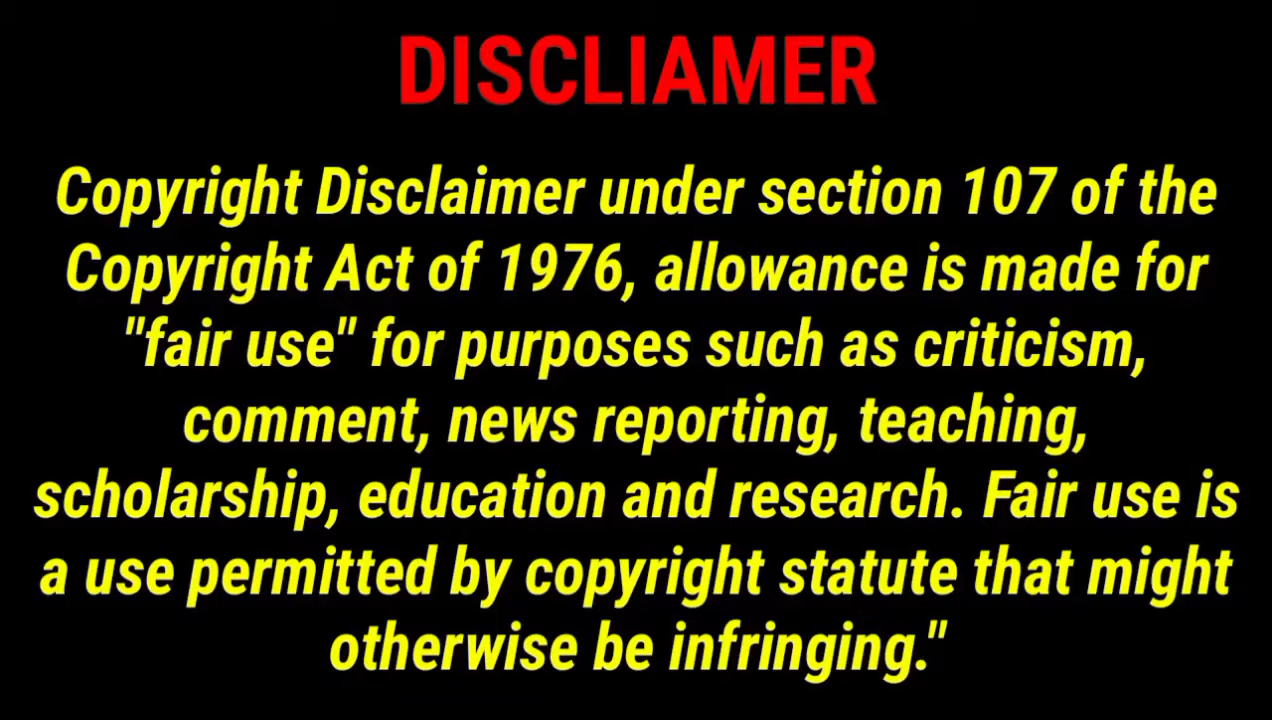 DISCLIAMER
Copyright Disclaimer under section 107 of the
Copyright Act of 1976, allowance is made for
"fair use" for purposes such as criticism,
comment, news reporting, teaching,
scholarship, education and research. Fair use is
a use permitted by copyright statute that might
otherwise be infringing."